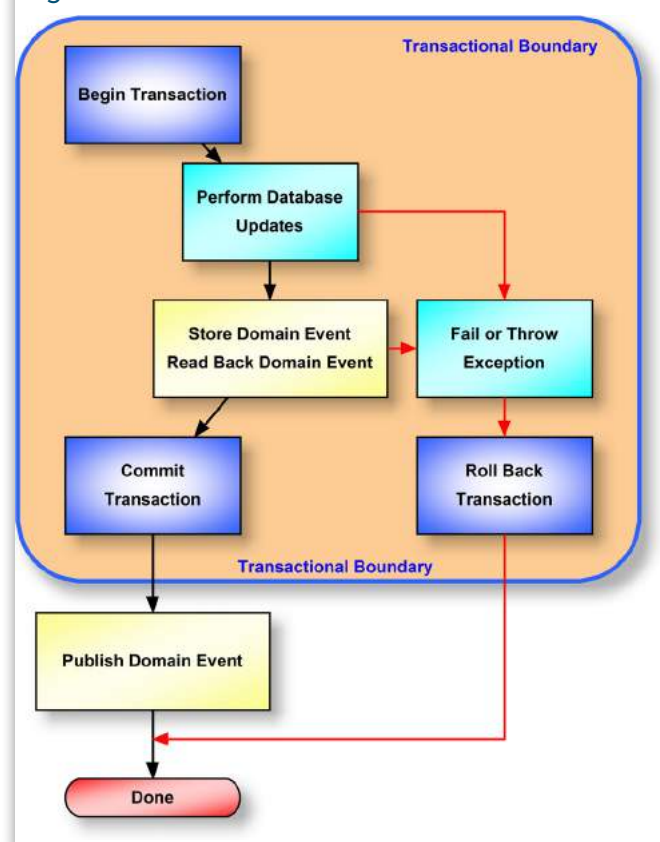 Transactional Boundary
Begin Transaction
Perform Database
Updates
Store Domain Event
Read Back Domain Event
Fail or Throw
Exception
Commit
Transaction
Roll Back
Transaction
Transactional Boundary
Publish Domain Event
Done